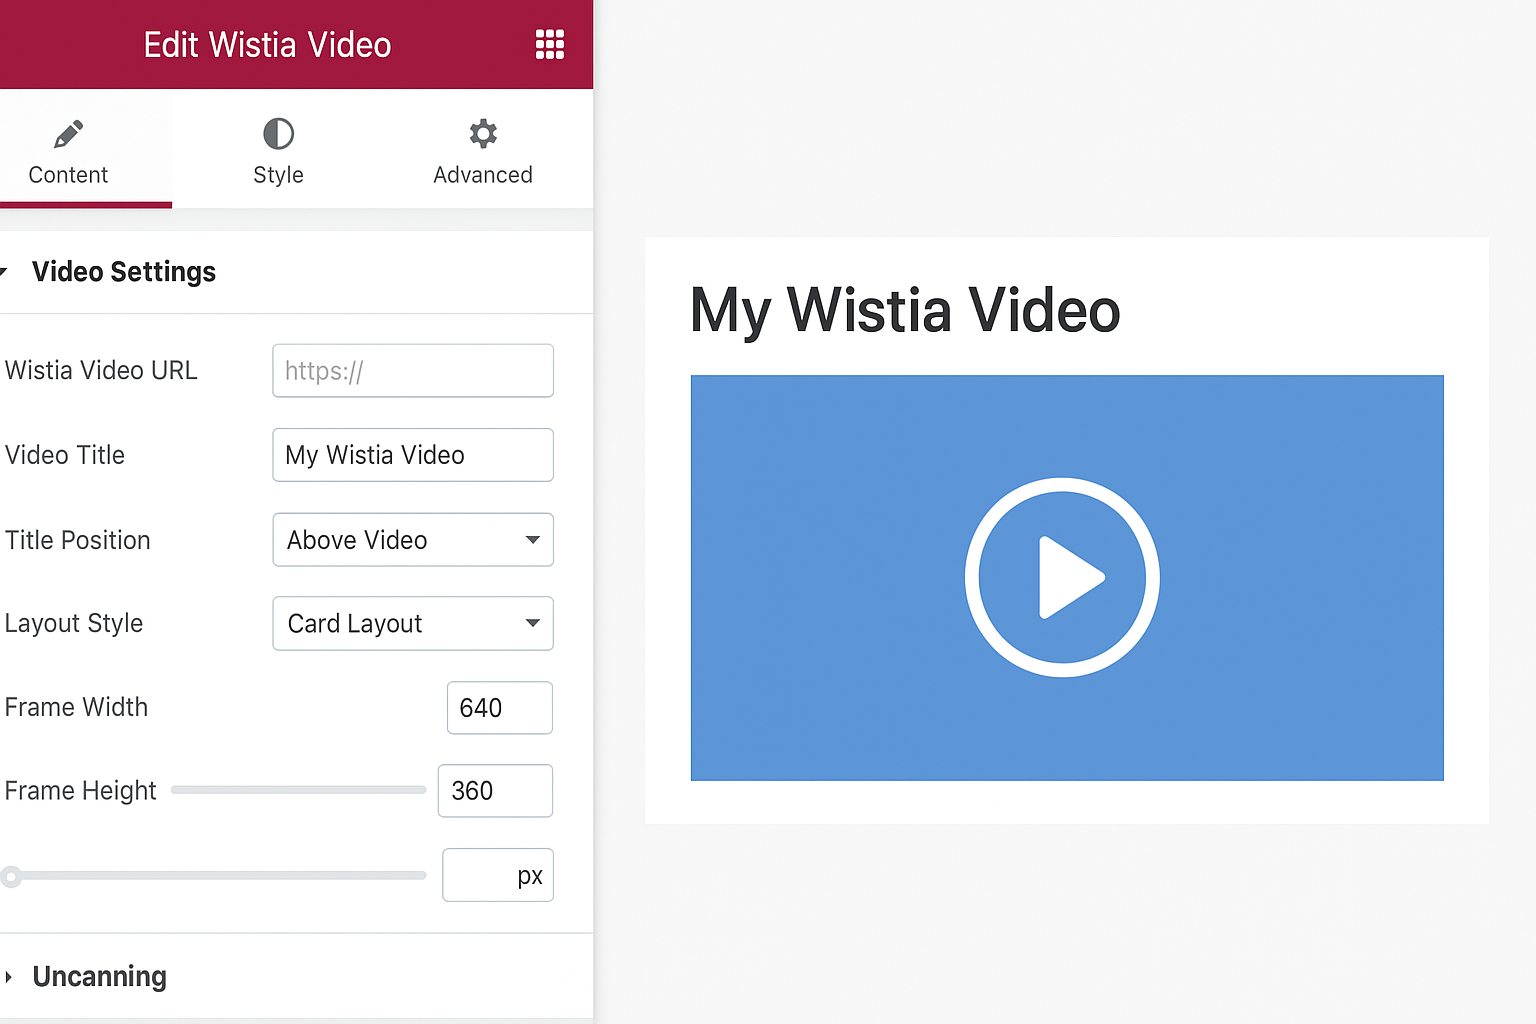 Edit Wistia Video
Content
Style
Advanced
Video Settings
Wistia Video URL
https://
Video Title
My Wistia Video
Title Position
Above Video
Layout Style
Card Layout
Frame Width
640
Frame Height
360
px
Uncanning
My Wistia Video